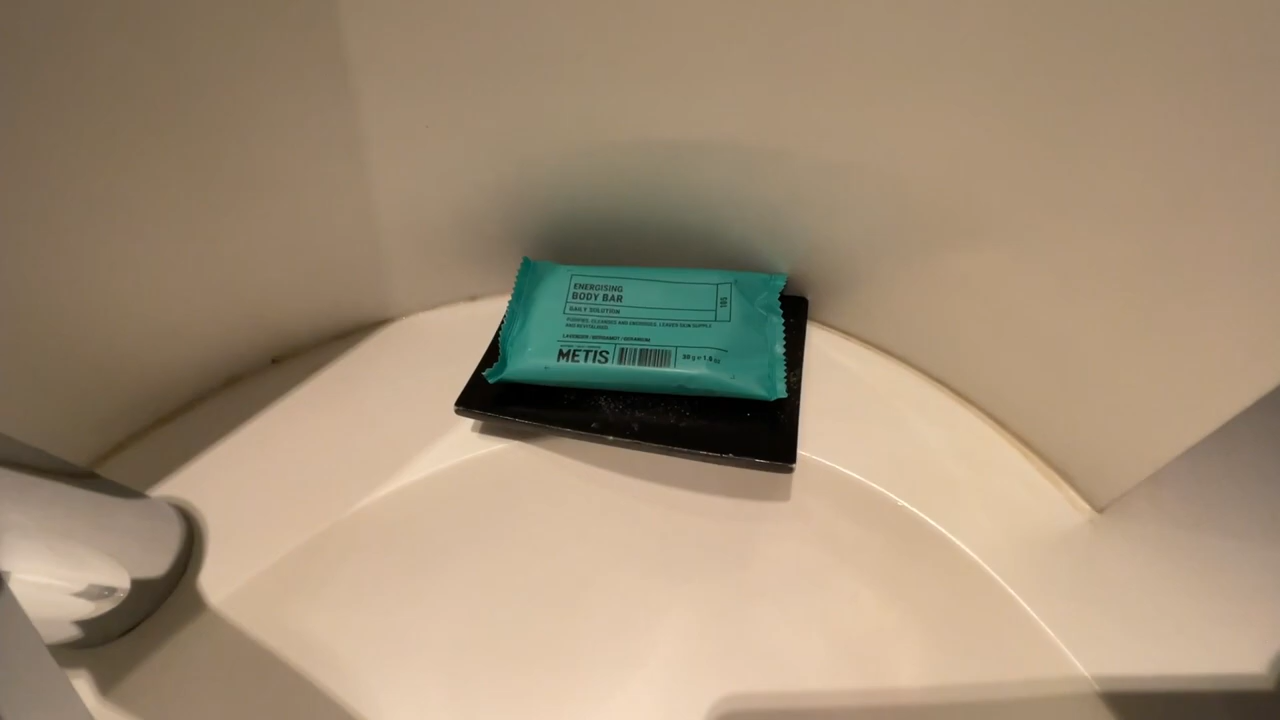 ENERGISING
BODY BAR
DAILY SOLUTION
PURIFIES, CLEANSES AND ENERGISES. LEAVES SKIN SUPPLE
AND REVITALISED.
LAVENDER / BERGAMOT / GERANIUM
METIS
50 g e 1.8 oz